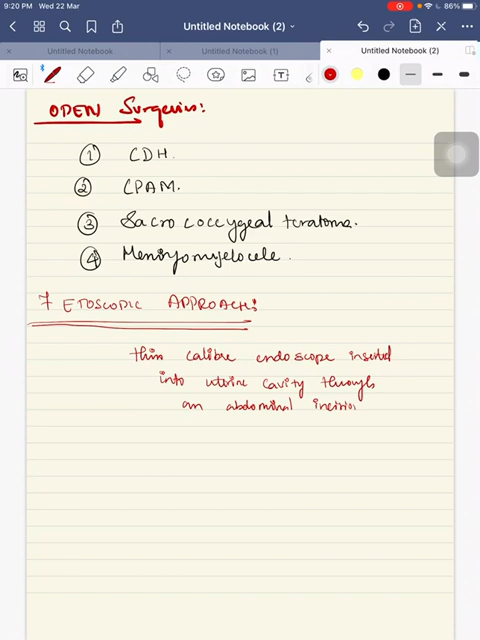 9:20 PM Wed 22 Mar
86%
Untitled Notebook (2)
Untitled Notebook
Untitled Notebook (1)
Untitled Notebook (2)
T
OPEN Surgeries:
① CDH.
② CPAM.
③ Sacro coccygeal teratoma.
④ Meningomyelocele.
FETOSCOPIC APPROACH:
thin calibre endoscope inserted
into uterine cavity through
an abdominal incision